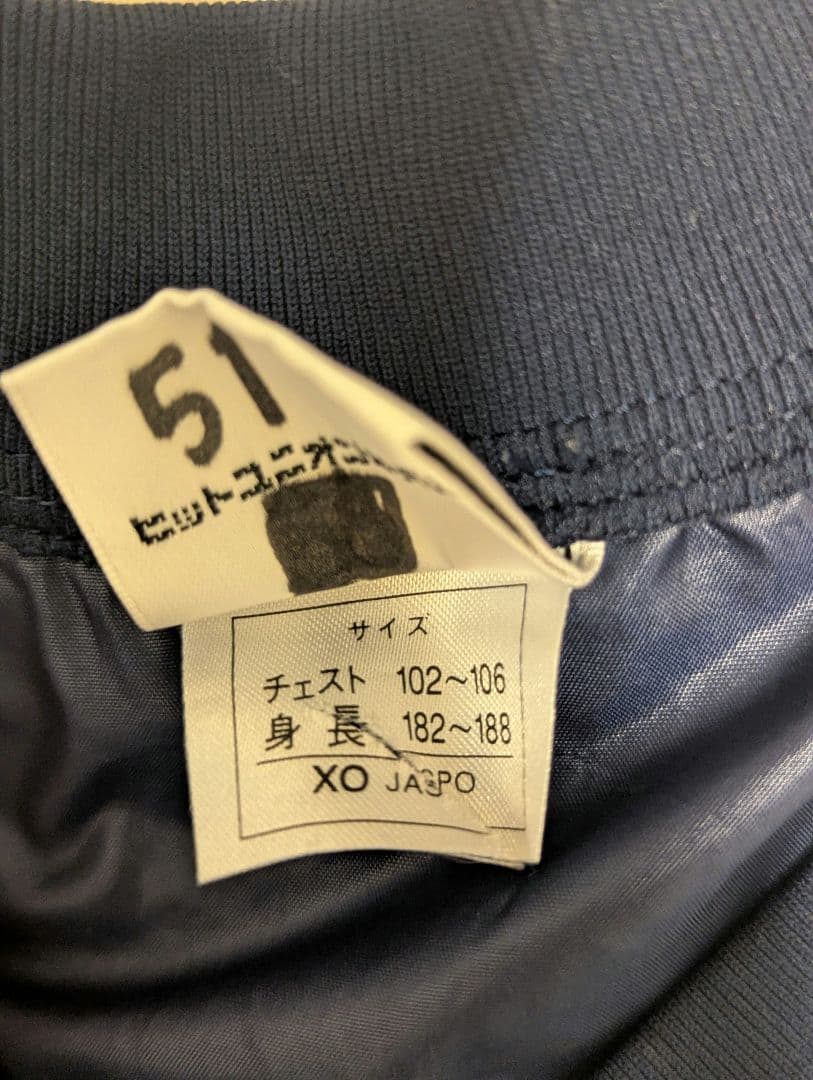 51
ヒットユニオン
サイズ
チェスト 102～106
身長 182～188
XO JASPO